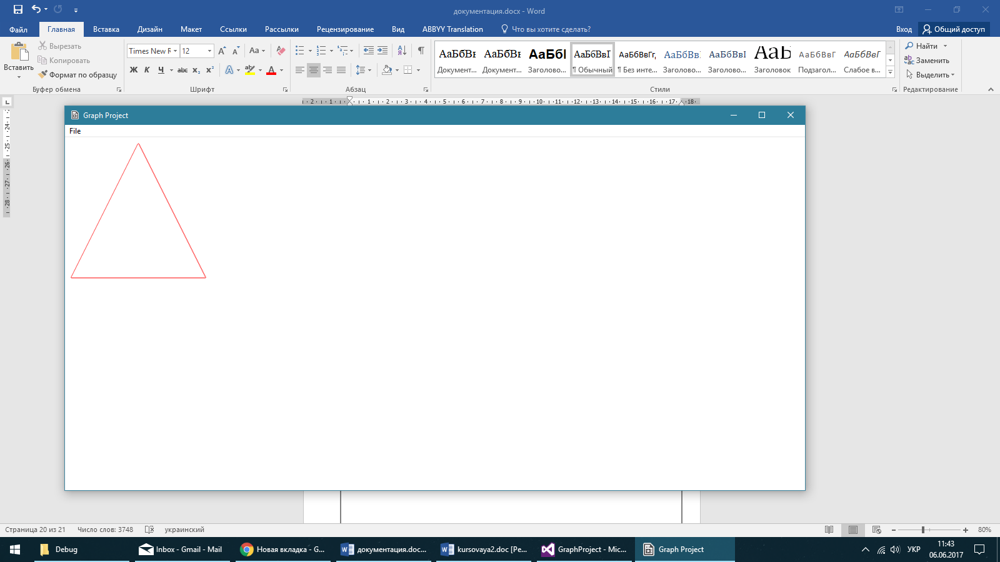 документация.docx - Word
Файл Главная Вставка Дизайн Макет Ссылки Рассылки Рецензирование Вид ABBYY Translation Что вы хотите сделать? Вход Общий доступ
Вставить
Вырезать
Копировать
Формат по образцу
Буфер обмена
Times New R 12
Ж К Ч abc x₂ x²
Шрифт
Абзац
АаБбВв АаБбВв АаБбІ АаБбВвГ АаБбВвГг, АаБбВв АаБбВвІ АаБ АаБбВвГ АаБбВвГ
Документ... Документ... Заголово... ¶ Обычный ¶ Без инте... Заголово... Заголово... Заголовок Подзагол... Слабое в...
Стили
Найти
Заменить
Выделить
Редактирование
2 1 1 2 3 4 5 6 7 8 9 10 11 12 13 14 15 16 17 18
24 25 26 27 28
Graph Project
File
Страница 20 из 21 Число слов: 3748 украинский 80%
Debug Inbox - Gmail - Mail Новая вкладка - G... документация.doc... kursovaya2.doc [Ре... GraphProject - Mic... Graph Project УКР 11:43
06.06.2017